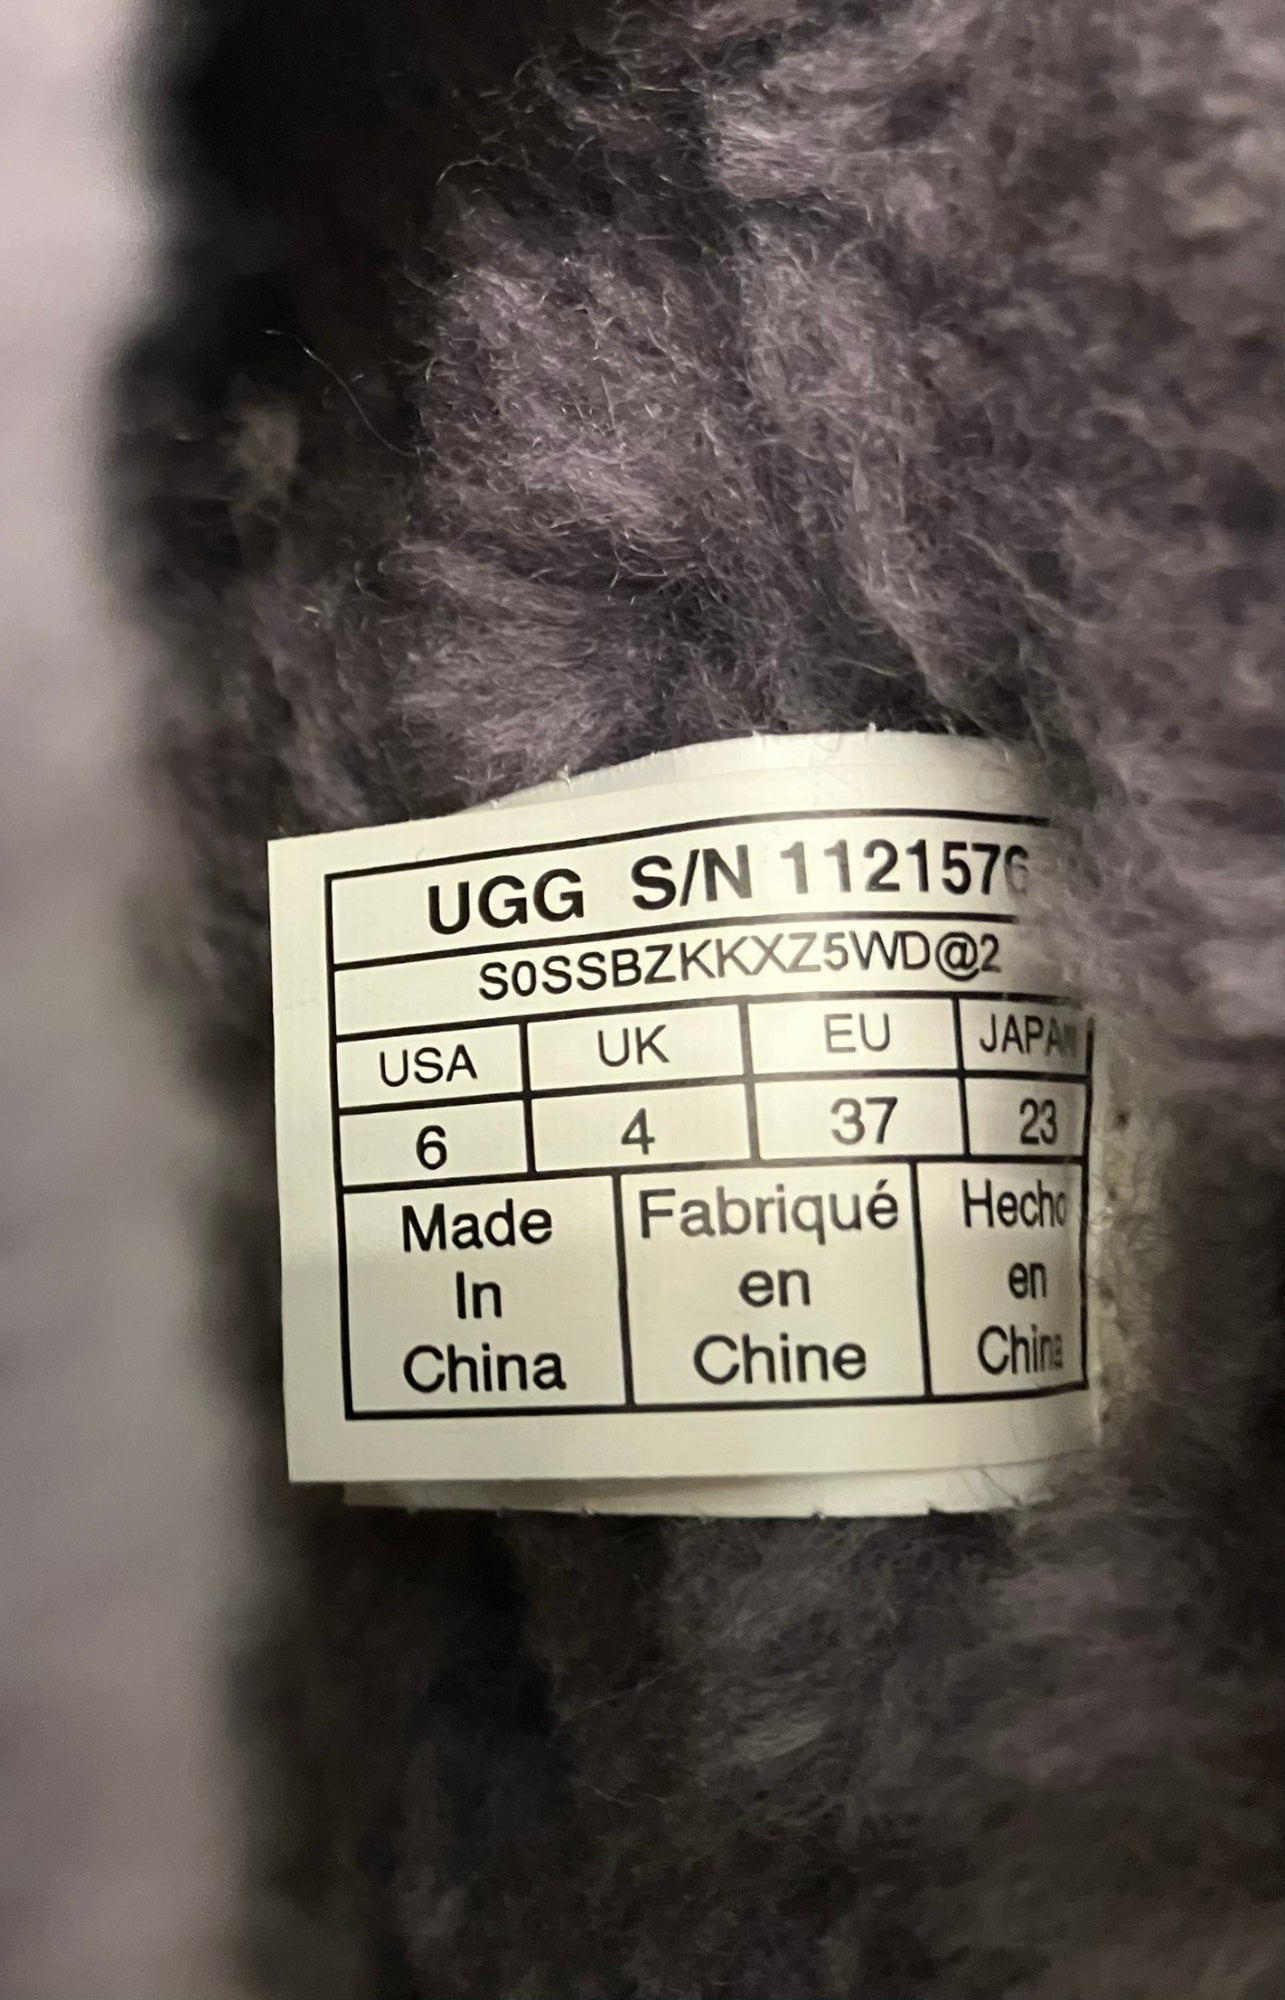 UGG S/N 1121576
S0SSBZKKXZ5WD@2
USA UK EU JAPAN
6 4 37 23
Made Fabriqué Hecho
In en en
China Chine China